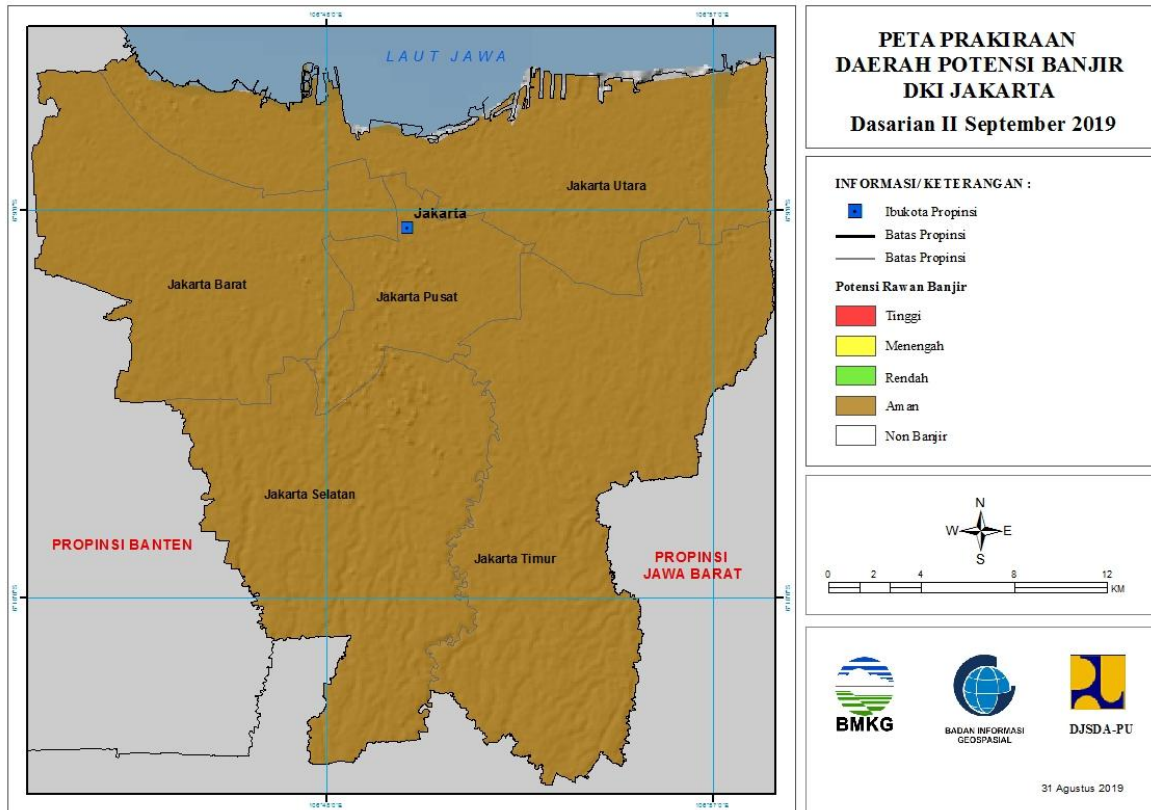 LAUT JAWA
Jakarta Utara
Jakarta
Jakarta Barat
Jakarta Pusat
Jakarta Selatan
Jakarta Timur
PROPINSI BANTEN
PROPINSI
JAWA BARAT
PETA PRAKIRAAN
DAERAH POTENSI BANJIR
DKI JAKARTA
Dasarian II September 2019
INFORMASI/ KETERANGAN :
Ibukota Propinsi
Batas Propinsi
Batas Propinsi
Potensi Rawan Banjir
Tinggi
Menengah
Rendah
Aman
Non Banjir
N
W E
S
0 2 4 8 12
KM
BMKG
BADAN INFORMASI
GEOSPASIAL
DJSDA-PU
31 Agustus 2019